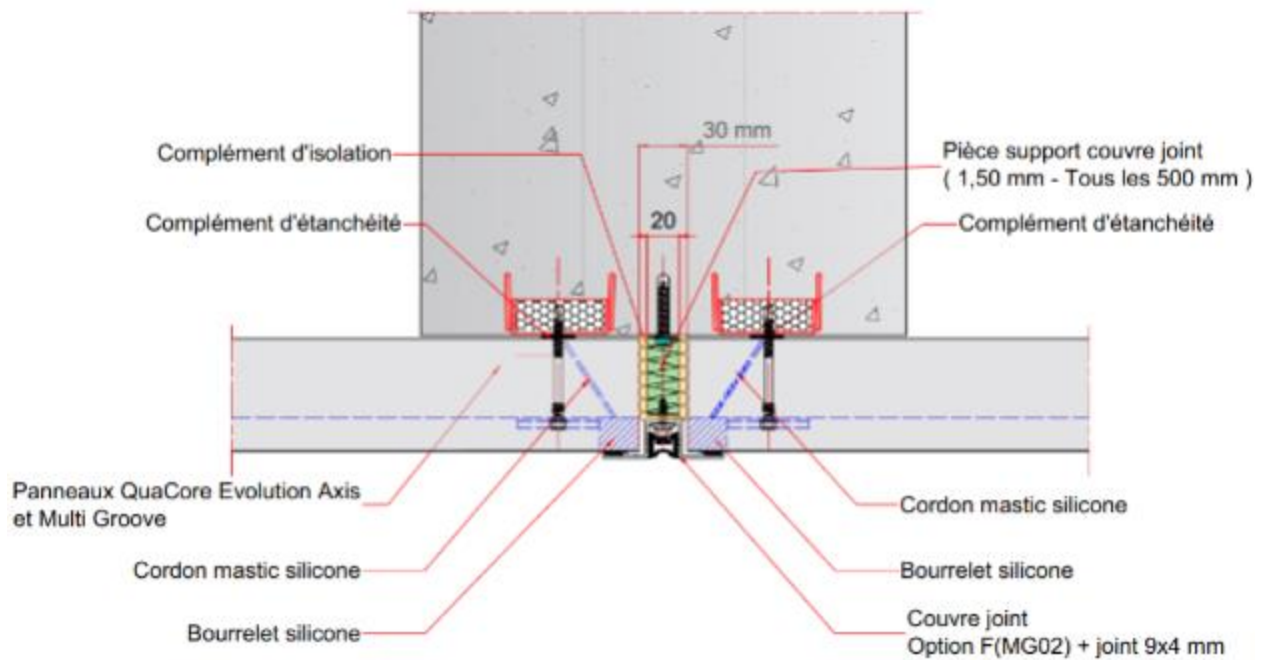 30 mm
Complément d'isolation
Pièce support couvre joint
( 1,50 mm - Tous les 500 mm )
Complément d'étanchéité
20
Complément d'étanchéité
Panneaux QuaCore Evolution Axis
et Multi Groove
Cordon mastic silicone
Cordon mastic silicone
Bourrelet silicone
Bourrelet silicone
Couvre joint
Option F(MG02) + joint 9x4 mm